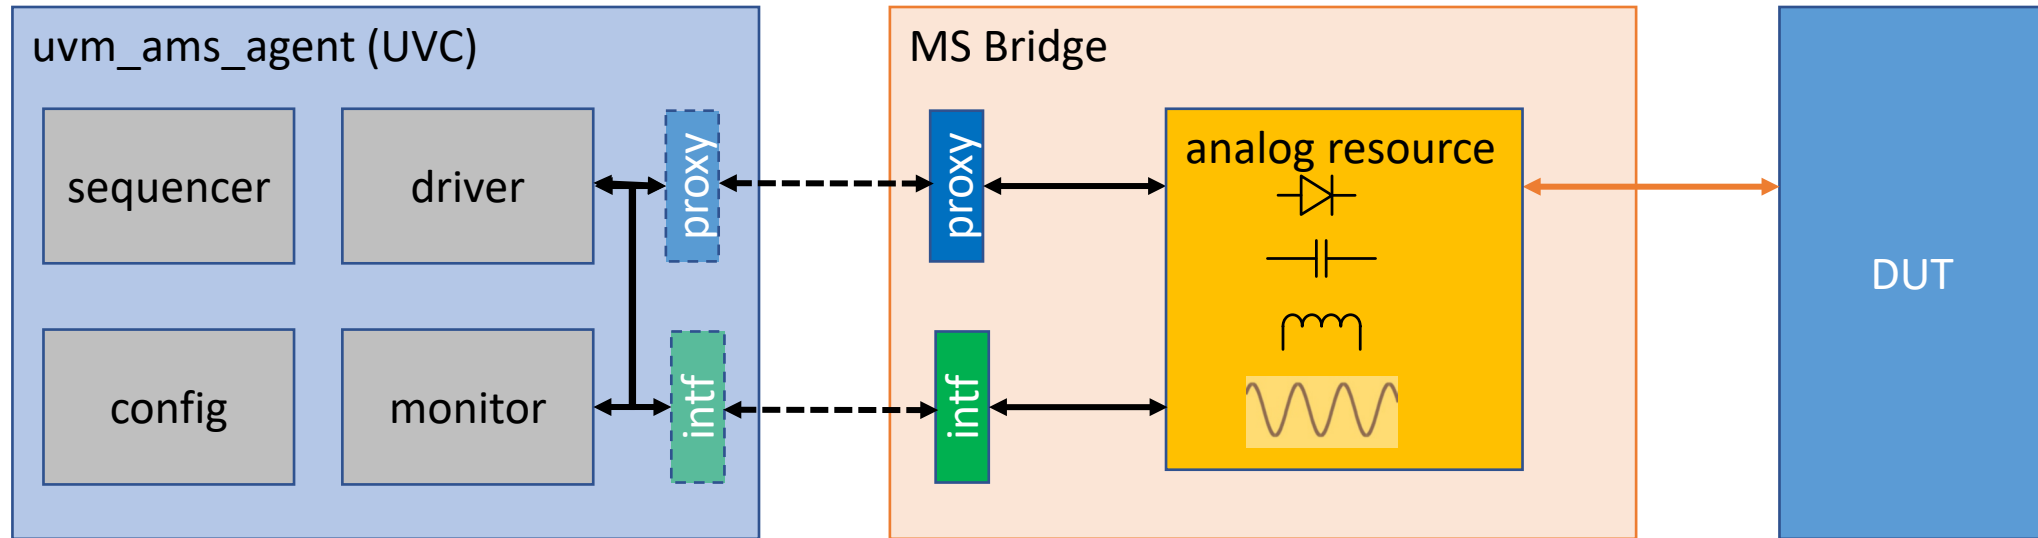 uvm_ams_agent (UVC)
sequencer
driver
proxy
config
monitor
intf
MS Bridge
proxy
intf
analog resource
DUT